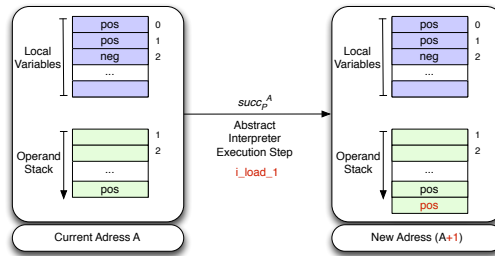 pos 0
pos 1
neg 2
...
Local
Variables
1
2
Operand
Stack
...
pos
Current Adress A
succ_P^A
Abstract
Interpreter
Execution Step
i_load_1
pos 0
pos 1
neg 2
...
Local
Variables
1
2
Operand
Stack
...
pos
pos
New Adress (A+1)